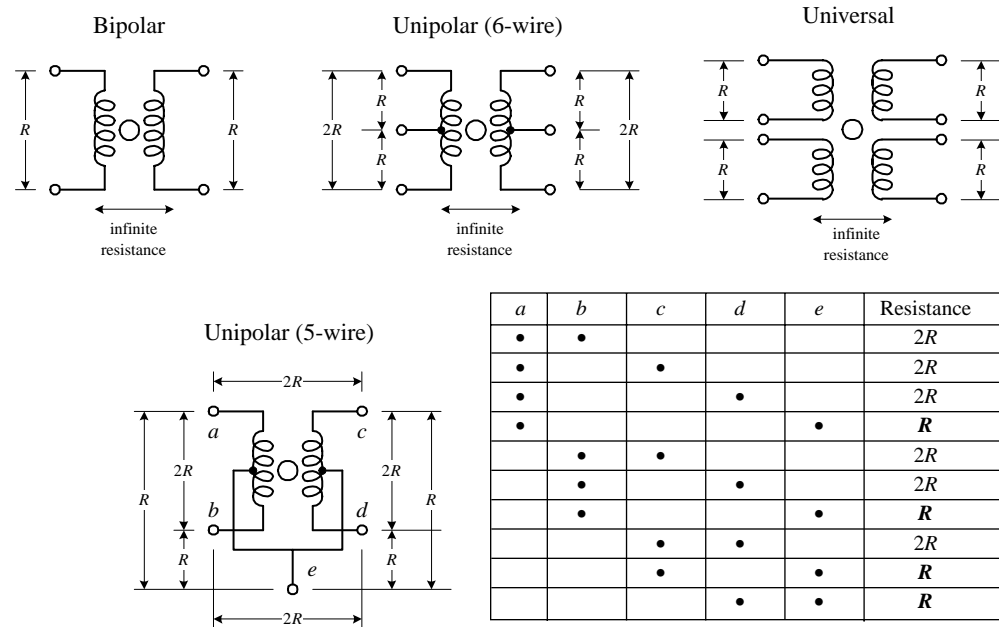 Bipolar
R
R
infinite
resistance
Unipolar (6-wire)
2R
R
R
R
R
2R
infinite
resistance
Universal
R
R
R
R
infinite
resistance
Unipolar (5-wire)
2R
a
c
R
2R
2R
R
b
d
R
R
e
2R
a b c d e Resistance
• • 2R
• • 2R
• • 2R
• • R
• • 2R
• • 2R
• • R
• • 2R
• • R
• • R